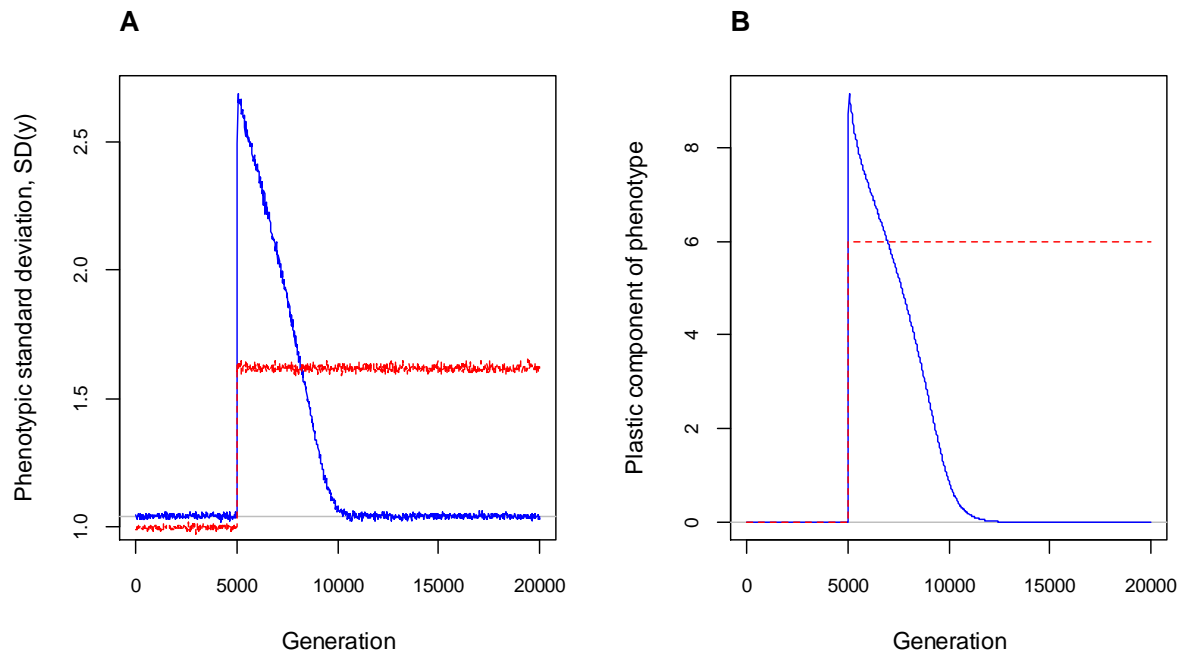 A
Phenotypic standard deviation, SD(y)
2.5
2.0
1.5
1.0
0 5000 10000 15000 20000
Generation
B
Plastic component of phenotype
8
6
4
2
0
0 5000 10000 15000 20000
Generation